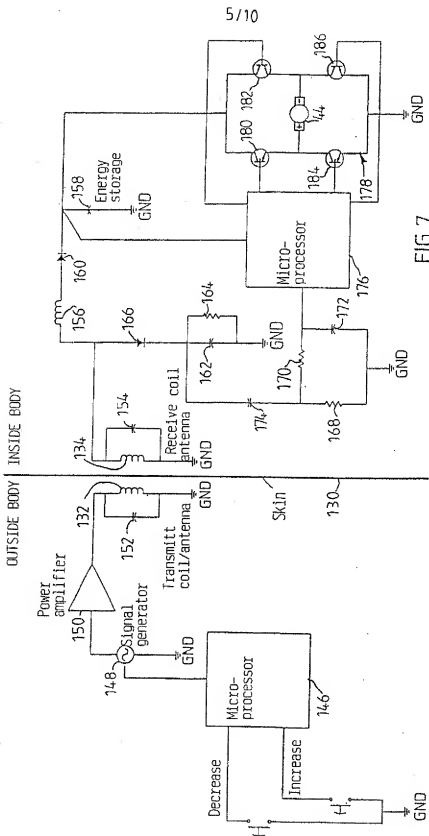 5/10
OUTSIDE BODY
INSIDE BODY
Power
amplifier
150
Signal
generator
148
GND
132
152
Transmitt
coil/antenna
GND
134
154
Receive coil
antenna
GND
Skin
130
156
160
158
Energy
storage
GND
166
164
162
GND
174
170
172
168
GND
Micro-
processor
176
180
182
184
186
44
178
GND
Micro-
processor
146
Decrease
Increase
GND
FIG.7